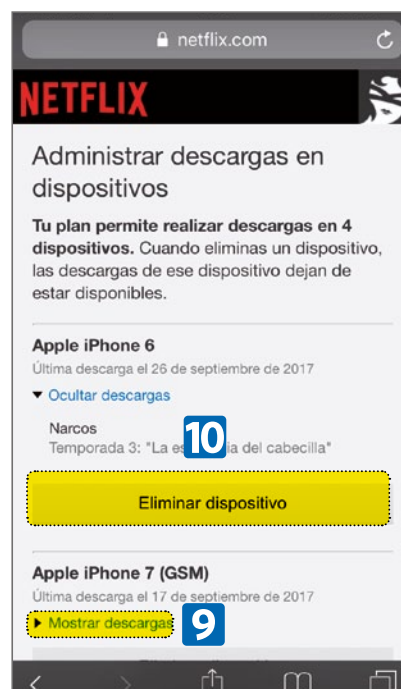 netflix.com
NETFLIX
Administrar descargas en
dispositivos
Tu plan permite realizar descargas en 4
dispositivos. Cuando eliminas un dispositivo,
las descargas de ese dispositivo dejan de
estar disponibles.
Apple iPhone 6
Última descarga el 26 de septiembre de 2017
▼ Ocultar descargas
Narcos
10
Temporada 3: "La del cabecilla"
Eliminar dispositivo
Apple iPhone 7 (GSM)
Última descarga el 17 de septiembre de 2017
▶ Mostrar descargas
9